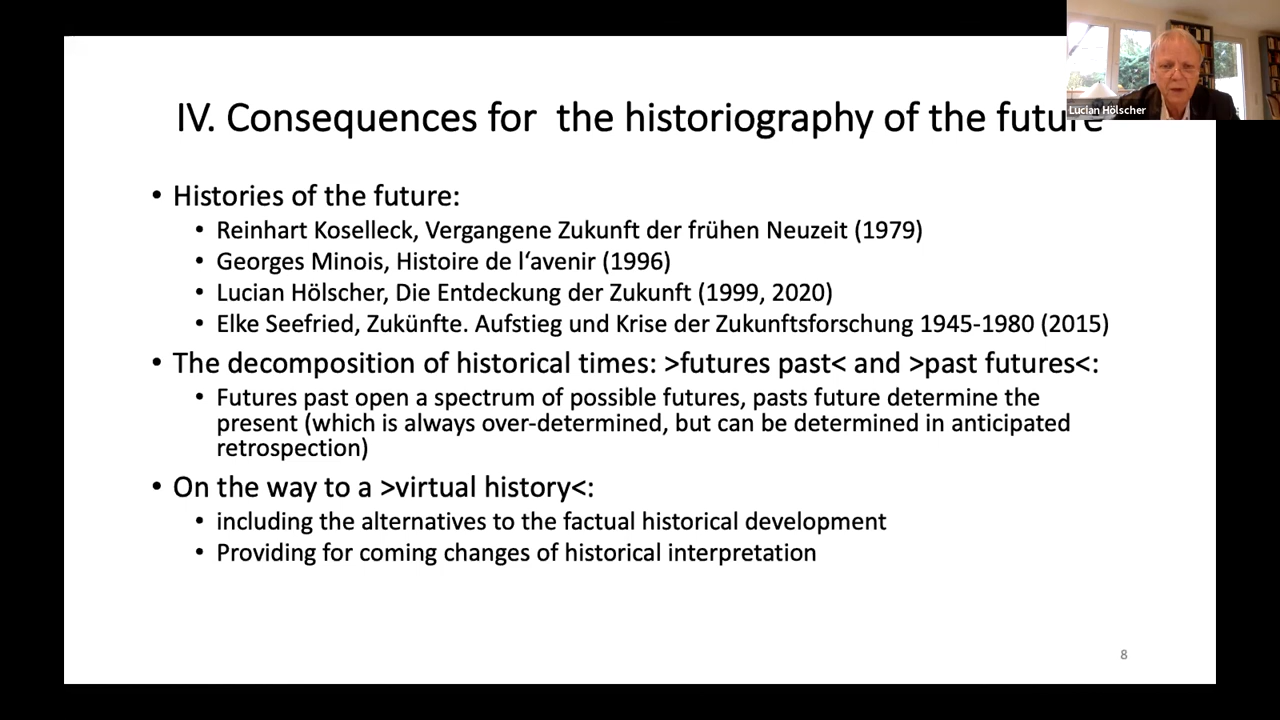 IV. Consequences for the historiography of the future
Lucian Hölscher
• Histories of the future:
• Reinhart Koselleck, Vergangene Zukunft der frühen Neuzeit (1979)
• Georges Minois, Histoire de l‘avenir (1996)
• Lucian Hölscher, Die Entdeckung der Zukunft (1999, 2020)
• Elke Seefried, Zukünfte. Aufstieg und Krise der Zukunftsforschung 1945-1980 (2015)
• The decomposition of historical times: >futures past< and >past futures<:
• Futures past open a spectrum of possible futures, pasts future determine the
present (which is always over-determined, but can be determined in anticipated
retrospection)
• On the way to a >virtual history<:
• including the alternatives to the factual historical development
• Providing for coming changes of historical interpretation
8